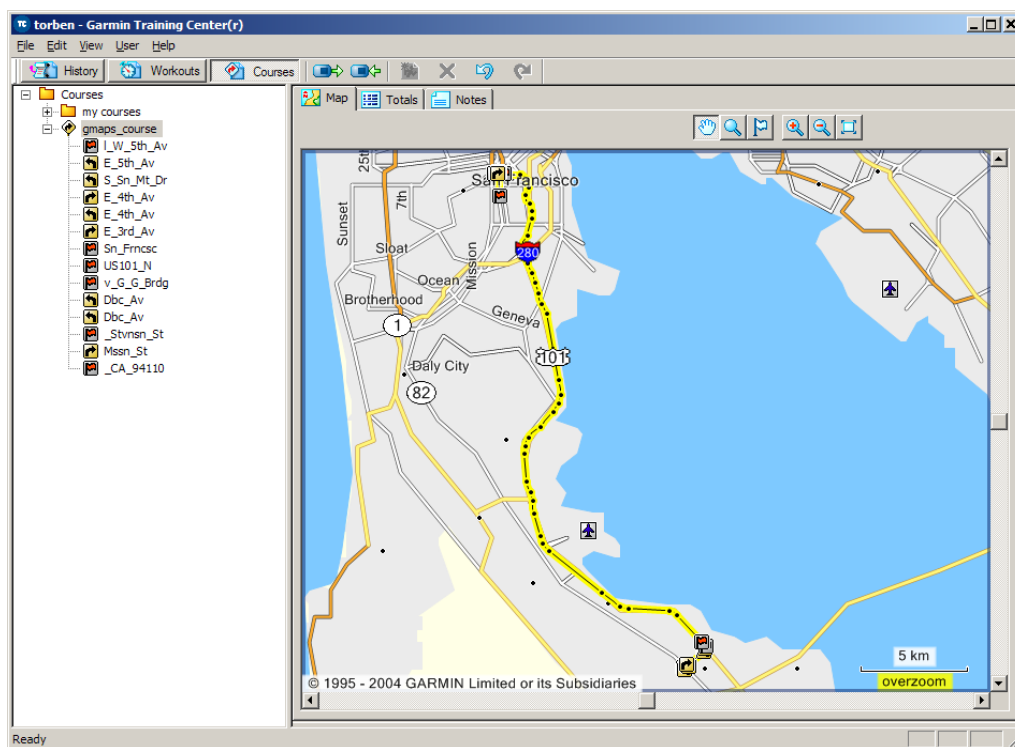 torben - Garmin Training Center(r)
File Edit View User Help
History Workouts Courses
Courses
my courses
gmaps_course
l_W_5th_Av
E_5th_Av
S_Sn_Mt_Dr
E_4th_Av
E_4th_Av
E_3rd_Av
Sn_Frncsc
US101_N
v_G_G_Brdg
Dbc_Av
Dbc_Av
_Stvnsn_St
Mssn_St
_CA_94110
Map Totals Notes
25th
7th
San Francisco
Sunset
Sloat
Mission
280
Ocean
Brotherhood
Geneva
1
101
Daly City
82
5 km
overzoom
© 1995 - 2004 GARMIN Limited or its Subsidiaries
Ready